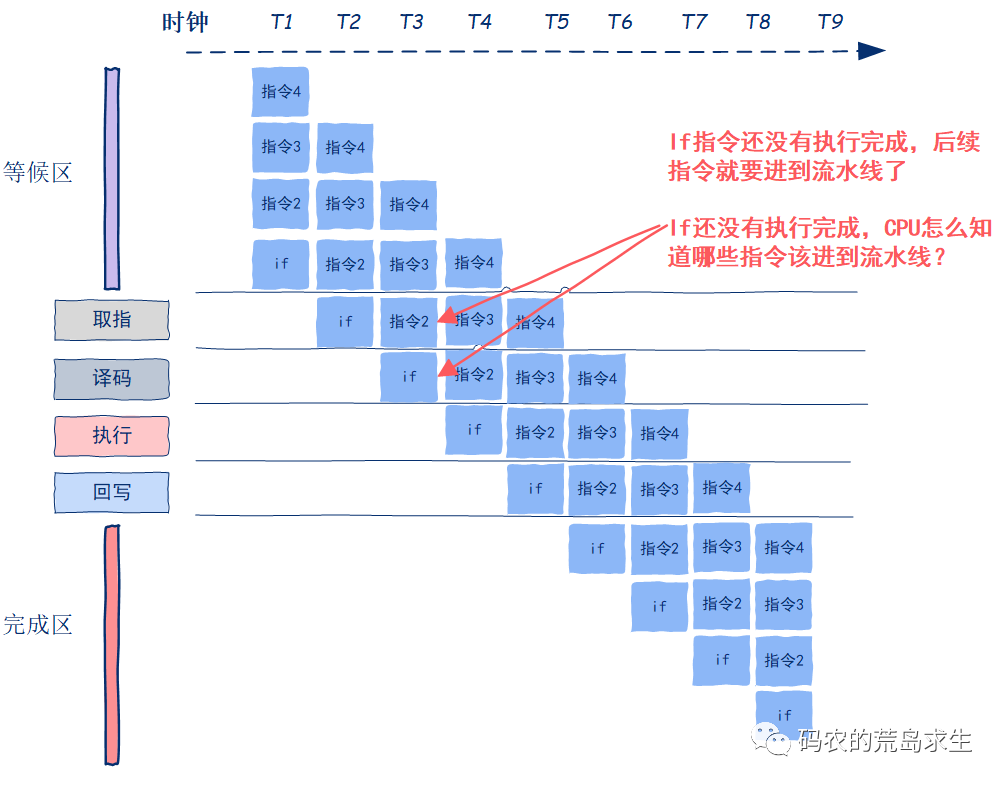 时钟 T1 T2 T3 T4 T5 T6 T7 T8 T9
指令4
If指令还没有执行完成，后续
指令就要进到流水线了
指令3 指令4
等候区
指令2 指令3 指令4
If还没有执行完成，CPU怎么知
道哪些指令该进到流水线？
if 指令2 指令3 指令4
取指 if 指令2 指令3 指令4
译码 if 指令2 指令3 指令4
执行 if 指令2 指令3 指令4
回写 if 指令2 指令3 指令4
if 指令2 指令3 指令4
if 指令2 指令3
完成区
if 指令2
if
码农的荒岛求生